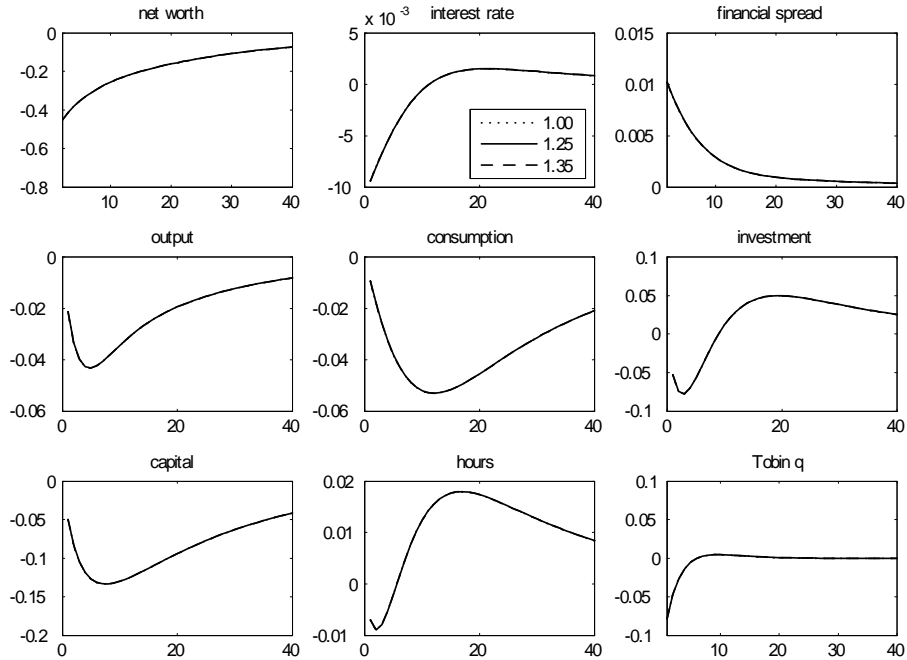 net worth
0
-0.2
-0.4
-0.6
-0.8
10 20 30 40
interest rate
x 10 -3
5
0
-5
-10
0 20 40
1.00
1.25
1.35
financial spread
0.015
0.01
0.005
0
10 20 30 40
output
0
-0.02
-0.04
-0.06
0 20 40
consumption
0
-0.02
-0.04
-0.06
0 20 40
investment
0.1
0.05
0
-0.05
-0.1
0 20 40
capital
0
-0.05
-0.1
-0.15
-0.2
0 20 40
hours
0.02
0.01
0
-0.01
0 20 40
Tobin q
0.1
0.05
0
-0.05
-0.1
10 20 30 40